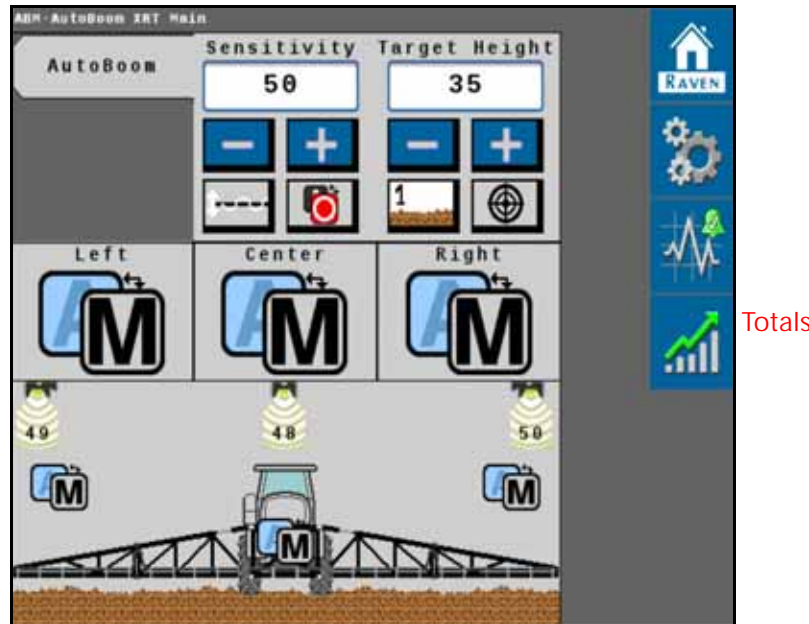 ABM-AutoBoom XRT Main
AutoBoom
Sensitivity
Target Height
50
35
RAVEN
1
Left
Center
Right
M
M
M
Totals
49
48
50
M
M
M